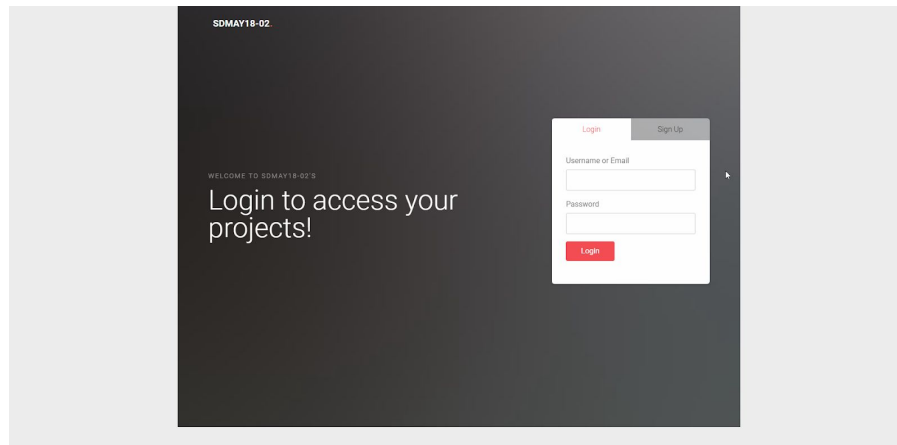 SDMAY18-02.
WELCOME TO SDMAY18-02'S
Login to access your
projects!
Login
Sign Up
Username or Email
Password
Login